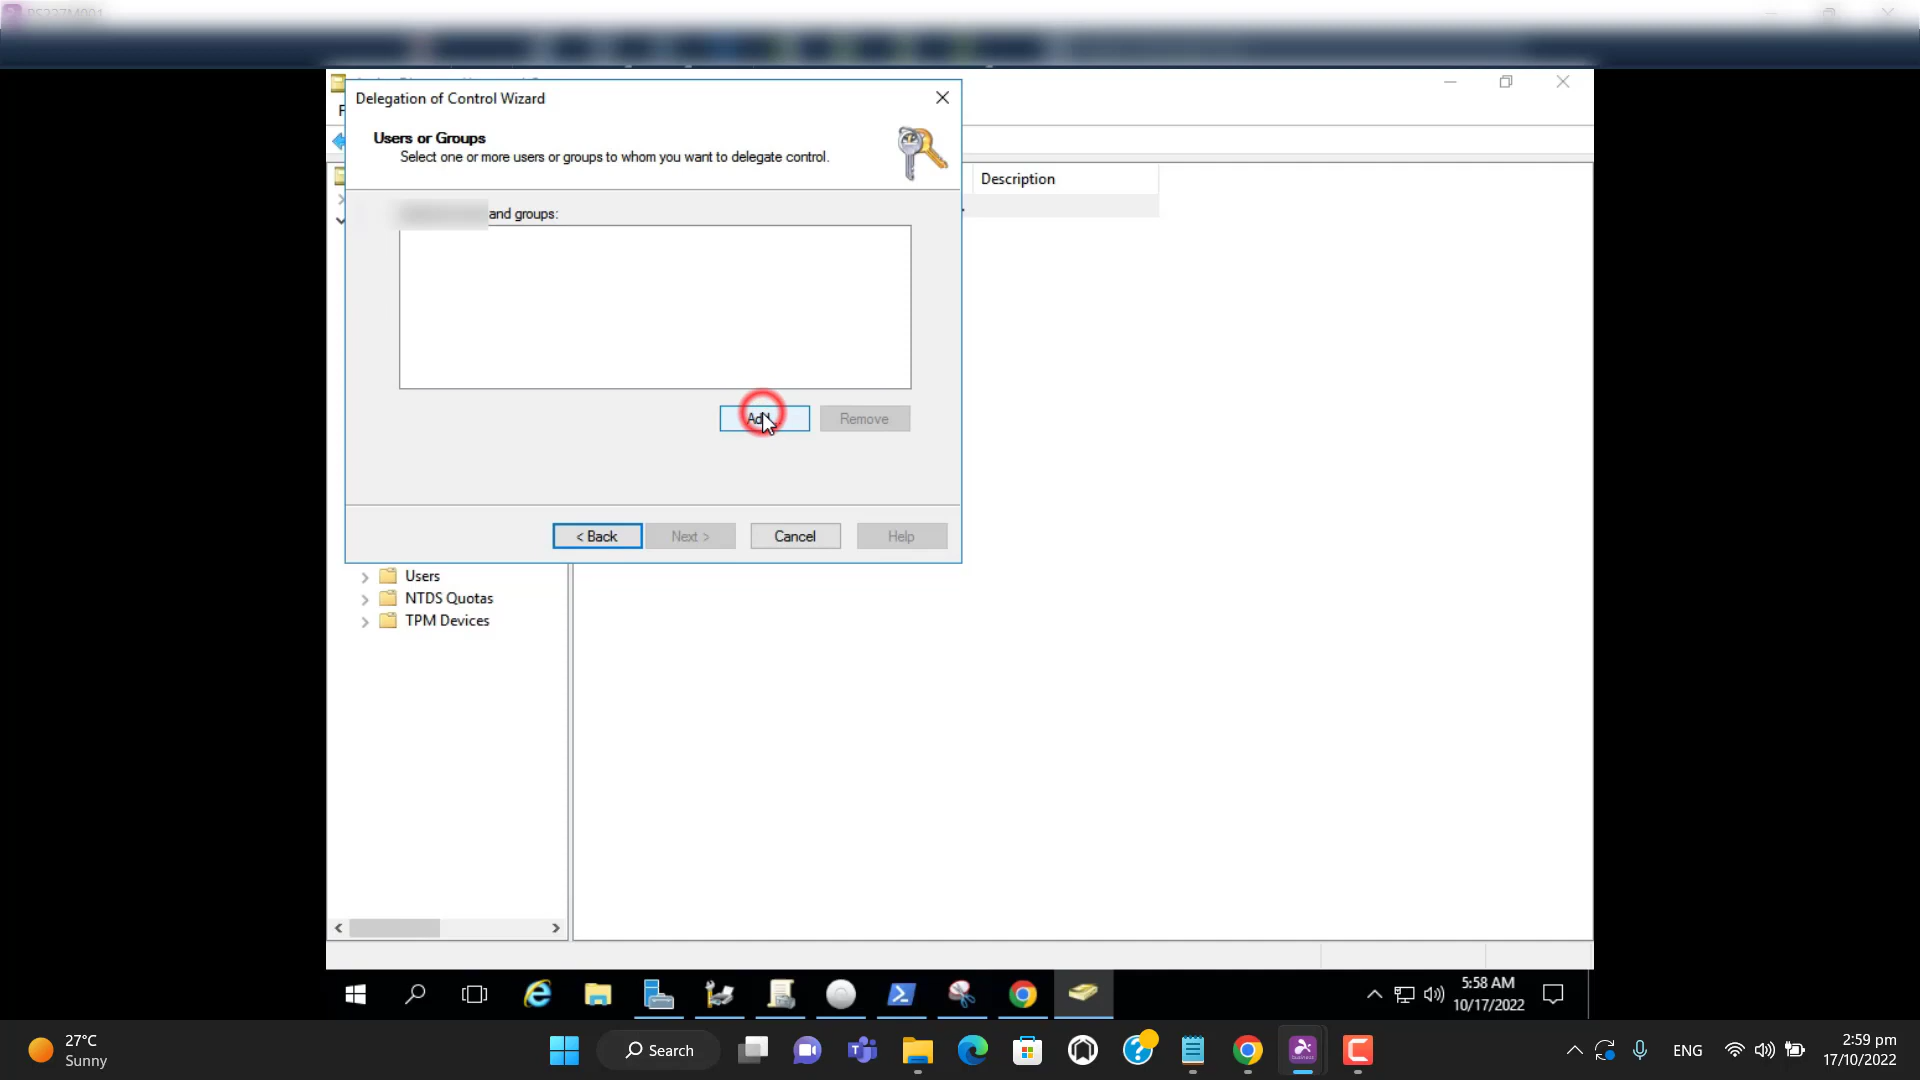 PS237M001
Delegation of Control Wizard
Users or Groups
Select one or more users or groups to whom you want to delegate control.
and groups:
Description
Remove
< Back
Next >
Cancel
Help
Users
NTDS Quotas
TPM Devices
5:58 AM
10/17/2022
27°C
Sunny
Search
ENG
2:59 pm
17/10/2022